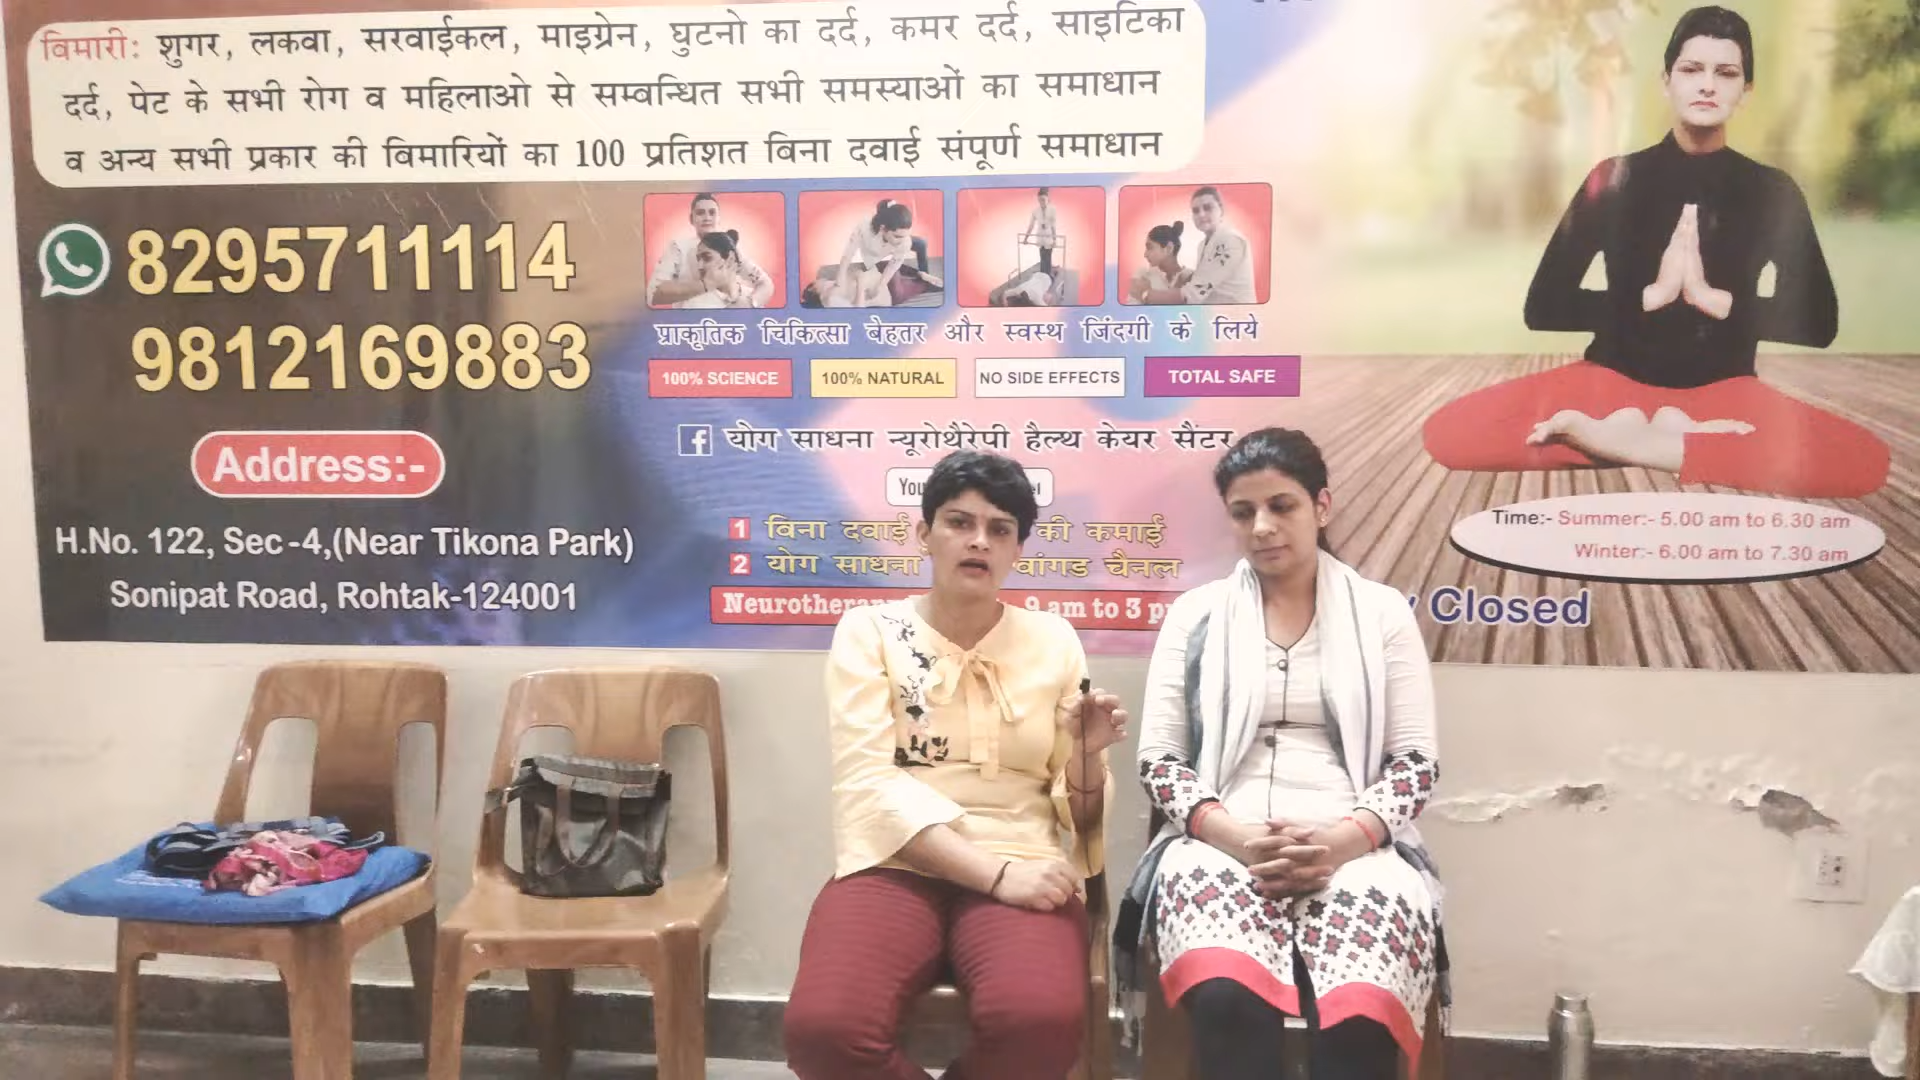 विमारी: शुगर, लकवा, सरवाईकल, माइग्रेन, घुटनो का दर्द, कमर दर्द, साइटिका
दर्द, पेट के सभी रोग व महिलाओ से सम्बन्धित सभी समस्याओं का समाधान
व अन्य सभी प्रकार की विमारियों का 100 प्रतिशत विना दवाई संपूर्ण समाधान
8295711114
9812169883
Address:-
H.No. 122, Sec-4,(Near Tikona Park)
Sonipat Road, Rohtak-124001
प्राकृतिक चिकित्सा बेहतर और स्वस्थ जिंदगी के लिये
100% SCIENCE
100% NATURAL
NO SIDE EFFECTS
TOTAL SAFE
योग साधना न्यूरोथैरेपी हैल्थ केयर सैंटर
1 विना दवाई की कमाई
2 योग साधना चैनल
9 am to 3
Time:- Summer:- 5.00 am to 6.30 am
Winter:- 6.00 am to 7.30 am
Closed